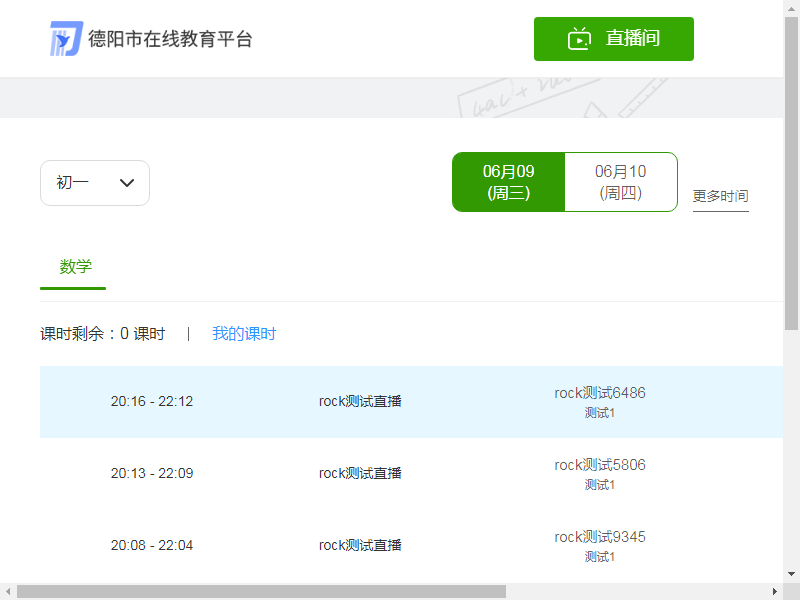 德阳市在线教育平台
直播间
初一
06月09
(周三)
06月10
(周四)
更多时间
数学
课时剩余：0 课时 | 我的课时
20:16 - 22:12 rock测试直播 rock测试6486
测试1
20:13 - 22:09 rock测试直播 rock测试5806
测试1
20:08 - 22:04 rock测试直播 rock测试9345
测试1